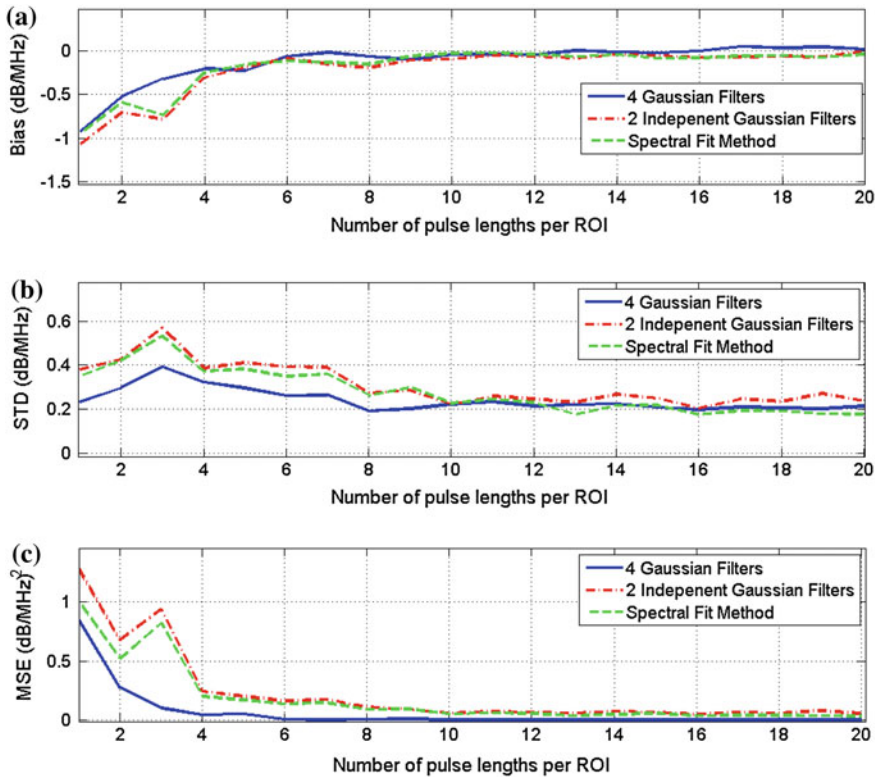 (a)
Bias (dB/MHz)
0
-0.5
-1
-1.5
4 Gaussian Filters
2 Indepenent Gaussian Filters
Spectral Fit Method
2 4 6 8 10 12 14 16 18 20
Number of pulse lengths per ROI
(b)
STD (dB/MHz)
0.6
0.4
0.2
0
4 Gaussian Filters
2 Indepenent Gaussian Filters
Spectral Fit Method
2 4 6 8 10 12 14 16 18 20
Number of pulse lengths per ROI
(c)
MSE (dB/MHz)²
1
0.5
0
4 Gaussian Filters
2 Indepenent Gaussian Filters
Spectral Fit Method
2 4 6 8 10 12 14 16 18 20
Number of pulse lengths per ROI